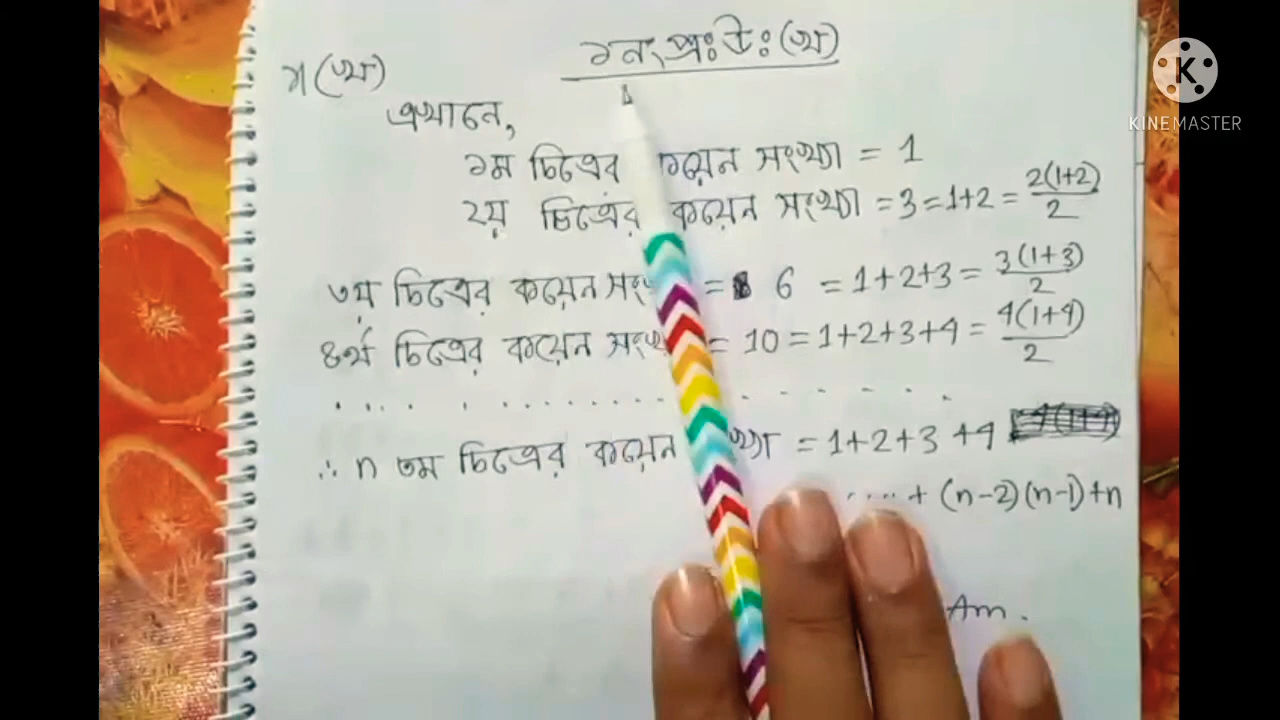 ১নং প্রঃ উঃ (খ)
১(খ)
এখানে,
১ম চিত্রের কয়েন সংখ্যা = 1
২য় চিত্রের কয়েন সংখ্যা = 3 = 1+2 = 2(1+2)/2
৩য় চিত্রের কয়েন = 6 = 1+2+3 = 3(1+3)/2
৪র্থ চিত্রের কয়েন = 10 = 1+2+3+4 = 4(1+4)/2
∴ n তম চিত্রের কয়েন = 1+2+3+4
.... + (n-2)(n-1)+n
Am.
KINEMASTER